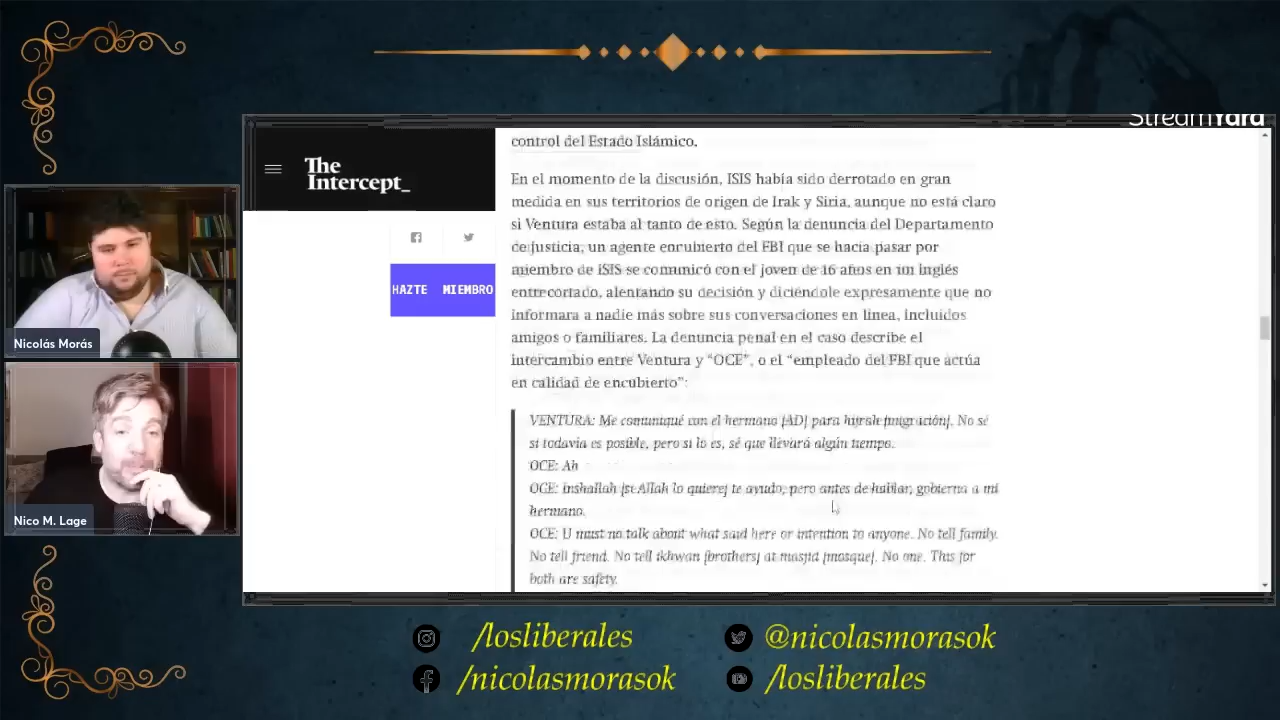 StreamYard
The
Intercept_
HAZTE MIEMBRO
control del Estado Islámico.
En el momento de la discusión, ISIS había sido derrotado en gran
medida en sus territorios de origen de Irak y Siria, aunque no está claro
si Ventura estaba al tanto de esto. Según la denuncia del Departamento
de Justicia, un agente encubierto del FBI que se hacía pasar por
miembro de ISIS se comunicó con el joven de 16 años en un inglés
entrecortado, alentando su decisión y diciéndole expresamente que no
informara a nadie más sobre sus conversaciones en línea, incluidos
amigos o familiares. La denuncia penal en el caso describe el
intercambio entre Ventura y “OCE”, o el “empleado del FBI que actúa
en calidad de encubierto”:
VENTURA: Me comuniqué con el hermano [AD] para hijrah [migración]. No sé
si todavía es posible, pero si lo es, sé que llevará algún tiempo.
OCE: Ah
OCE: Inshallah [si Allah lo quiere] te ayudo, pero antes de hablar, gobierna a mi
hermano.
OCE: U must no talk about what said here or intention to anyone. No tell family.
No tell friend. No tell ikhwan [brothers] at masjid [mosque]. No one. This for
both are safety.
Nicolás Morás
Nico M. Lage
/losliberales
@nicolasmorasok
/nicolasmorasok
/losliberales